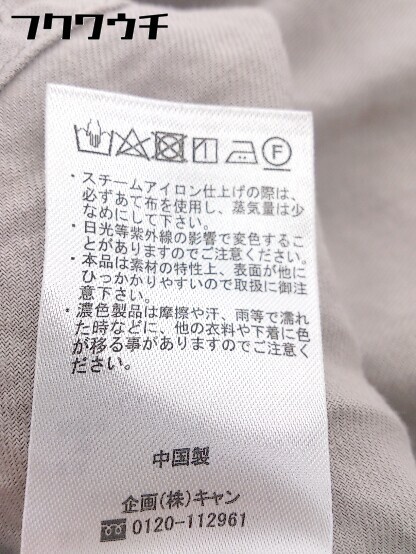 フクワウチ
F
・スチームアイロン仕上げの際は、
必ずあて布を使用し、蒸気量は少
なめにして下さい。
・日光等紫外線の影響で変色するこ
とがありますのでご注意ください。
・本品は素材の特性上、表面が他に
ひっかかりやすいので取扱に御注
意下さい。
・濃色製品は摩擦や汗、雨等で濡れ
た時などに、他の衣料や下着に色
が移る事がありますのでご注意く
ださい。
中国製
企画(株)キャン
0120-112961